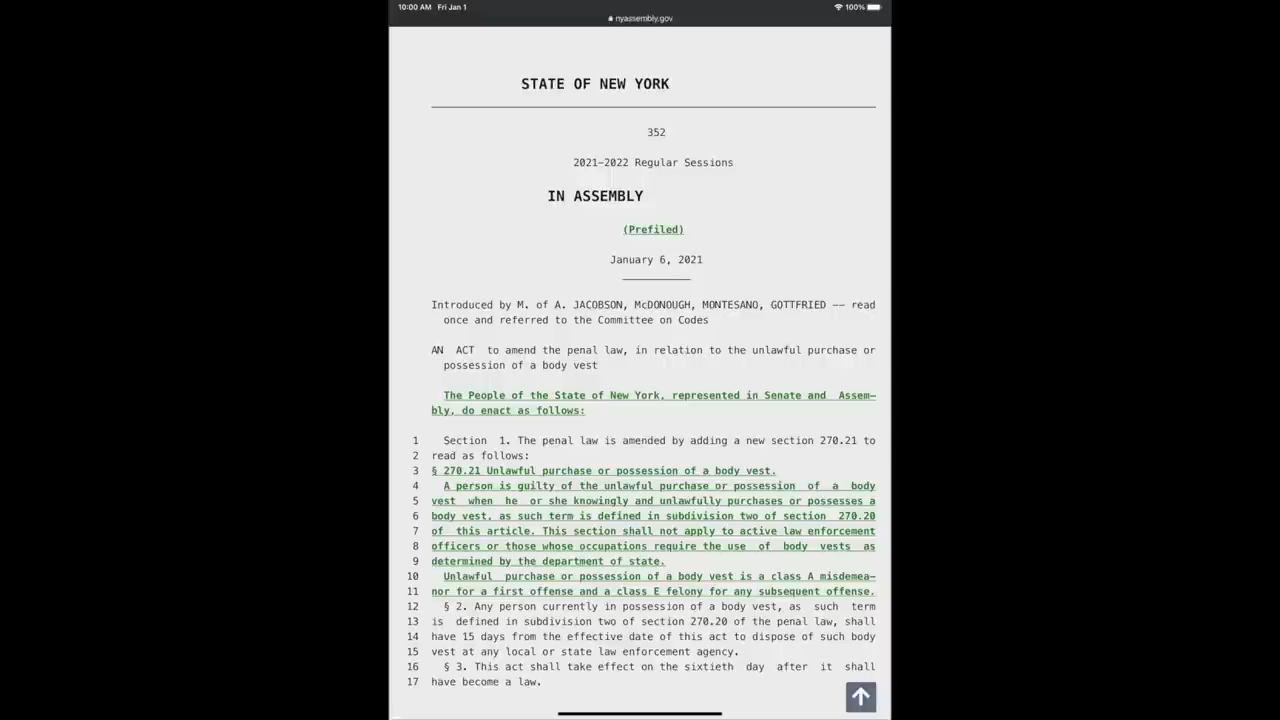 10:00 AM Fri Jan 1
100%
nyassembly.gov
STATE OF NEW YORK
352
2021-2022 Regular Sessions
IN ASSEMBLY
(Prefiled)
January 6, 2021
Introduced by M. of A. JACOBSON, McDONOUGH, MONTESANO, GOTTFRIED -- read
once and referred to the Committee on Codes
AN ACT to amend the penal law, in relation to the unlawful purchase or
possession of a body vest
The People of the State of New York, represented in Senate and Assem-
bly, do enact as follows:
1 Section 1. The penal law is amended by adding a new section 270.21 to
2 read as follows:
3 § 270.21 Unlawful purchase or possession of a body vest.
4 A person is guilty of the unlawful purchase or possession of a body
5 vest when he or she knowingly and unlawfully purchases or possesses a
6 body vest, as such term is defined in subdivision two of section 270.20
7 of this article. This section shall not apply to active law enforcement
8 officers or those whose occupations require the use of body vests as
9 determined by the department of state.
10 Unlawful purchase or possession of a body vest is a class A misdemea-
11 nor for a first offense and a class E felony for any subsequent offense.
12 § 2. Any person currently in possession of a body vest, as such term
13 is defined in subdivision two of section 270.20 of the penal law, shall
14 have 15 days from the effective date of this act to dispose of such body
15 vest at any local or state law enforcement agency.
16 § 3. This act shall take effect on the sixtieth day after it shall
17 have become a law.